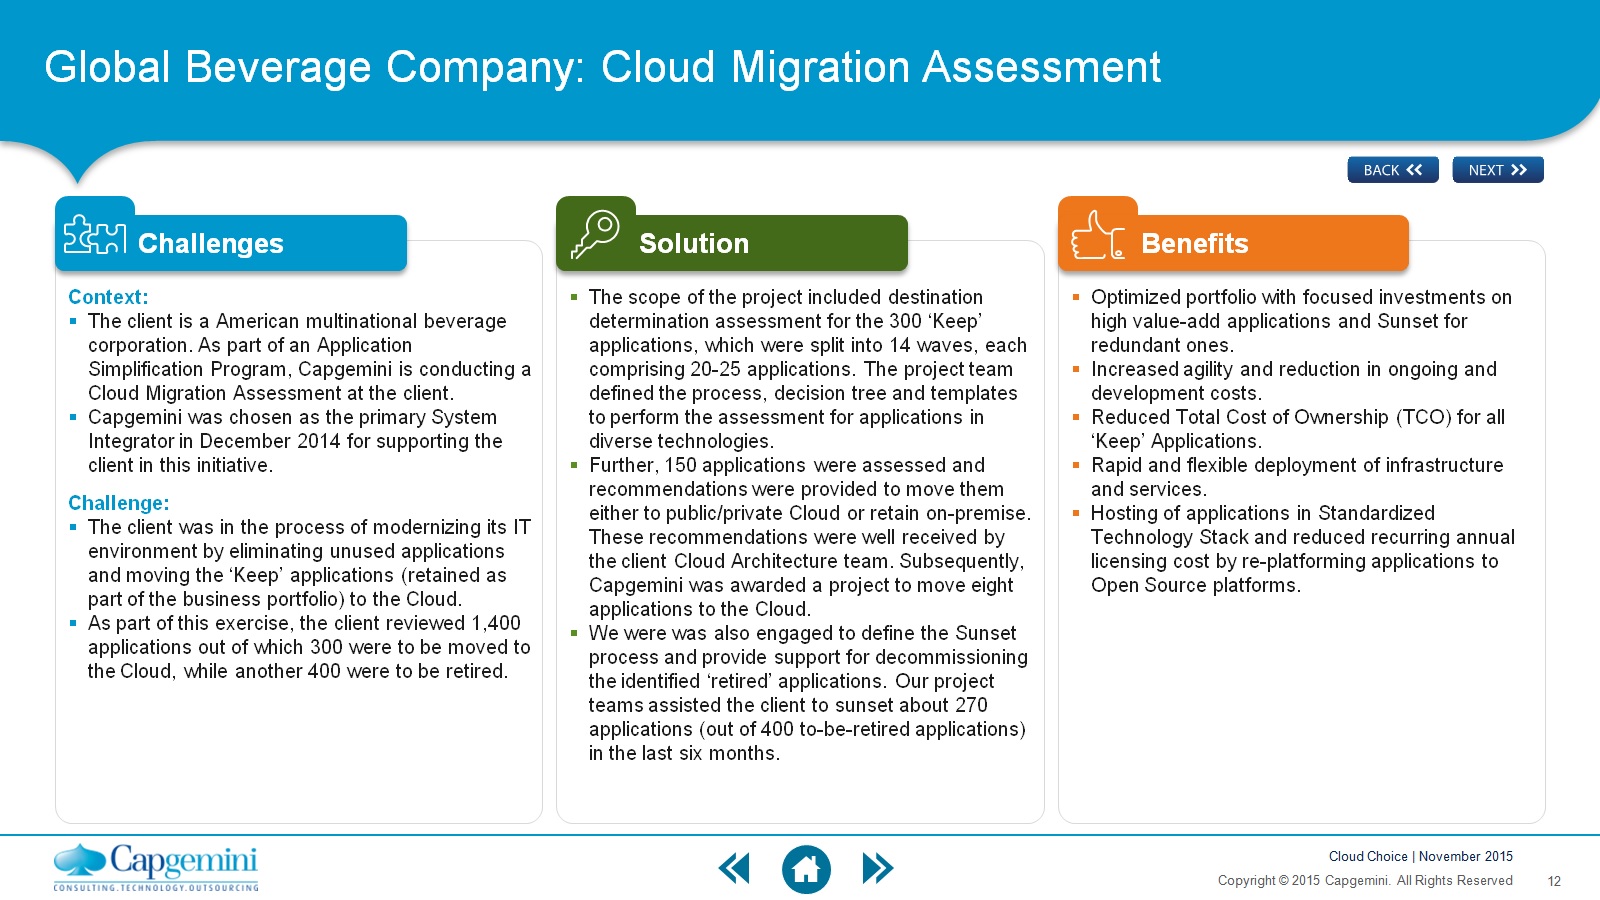 Global Beverage Company: Cloud Migration Assessment
BACK
NEXT
Challenges
Context:
The client is a American multinational beverage
corporation. As part of an Application
Simplification Program, Capgemini is conducting a
Cloud Migration Assessment at the client.
Capgemini was chosen as the primary System
Integrator in December 2014 for supporting the
client in this initiative.
Challenge:
The client was in the process of modernizing its IT
environment by eliminating unused applications
and moving the ‘Keep’ applications (retained as
part of the business portfolio) to the Cloud.
As part of this exercise, the client reviewed 1,400
applications out of which 300 were to be moved to
the Cloud, while another 400 were to be retired.
Solution
The scope of the project included destination
determination assessment for the 300 ‘Keep’
applications, which were split into 14 waves, each
comprising 20-25 applications. The project team
defined the process, decision tree and templates
to perform the assessment for applications in
diverse technologies.
Further, 150 applications were assessed and
recommendations were provided to move them
either to public/private Cloud or retain on-premise.
These recommendations were well received by
the client Cloud Architecture team. Subsequently,
Capgemini was awarded a project to move eight
applications to the Cloud.
We were was also engaged to define the Sunset
process and provide support for decommissioning
the identified ‘retired’ applications. Our project
teams assisted the client to sunset about 270
applications (out of 400 to-be-retired applications)
in the last six months.
Benefits
Optimized portfolio with focused investments on
high value-add applications and Sunset for
redundant ones.
Increased agility and reduction in ongoing and
development costs.
Reduced Total Cost of Ownership (TCO) for all
‘Keep’ Applications.
Rapid and flexible deployment of infrastructure
and services.
Hosting of applications in Standardized
Technology Stack and reduced recurring annual
licensing cost by re-platforming applications to
Open Source platforms.
Capgemini
CONSULTING.TECHNOLOGY.OUTSOURCING
Cloud Choice | November 2015
Copyright © 2015 Capgemini. All Rights Reserved
12